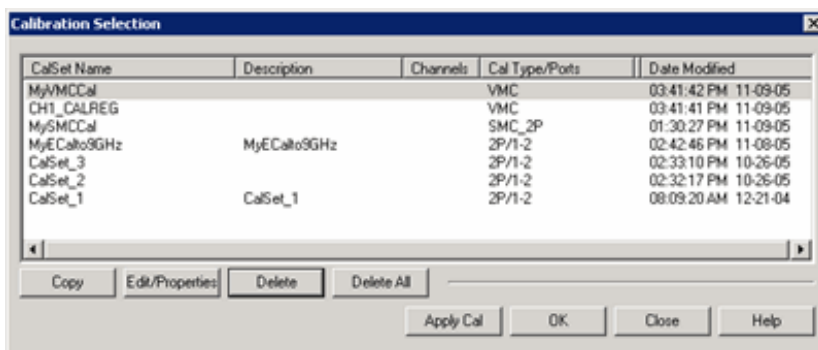 Calibration Selection
CalSet Name Description Channels Cal Type/Ports Date Modified
MyVMCCal VMC 03:41:42 PM 11-09-05
CH1_CALREG VMC 03:41:41 PM 11-09-05
MySMCCal SMC_2P 01:30:27 PM 11-09-05
MyECalto9GHz MyECalto9GHz 2P/1-2 02:42:46 PM 11-08-05
CalSet_3 2P/1-2 02:33:10 PM 10-26-05
CalSet_2 2P/1-2 02:32:17 PM 10-26-05
CalSet_1 CalSet_1 2P/1-2 08:09:20 AM 12-21-04
Copy Edit/Properties Delete Delete All
Apply Cal OK Close Help